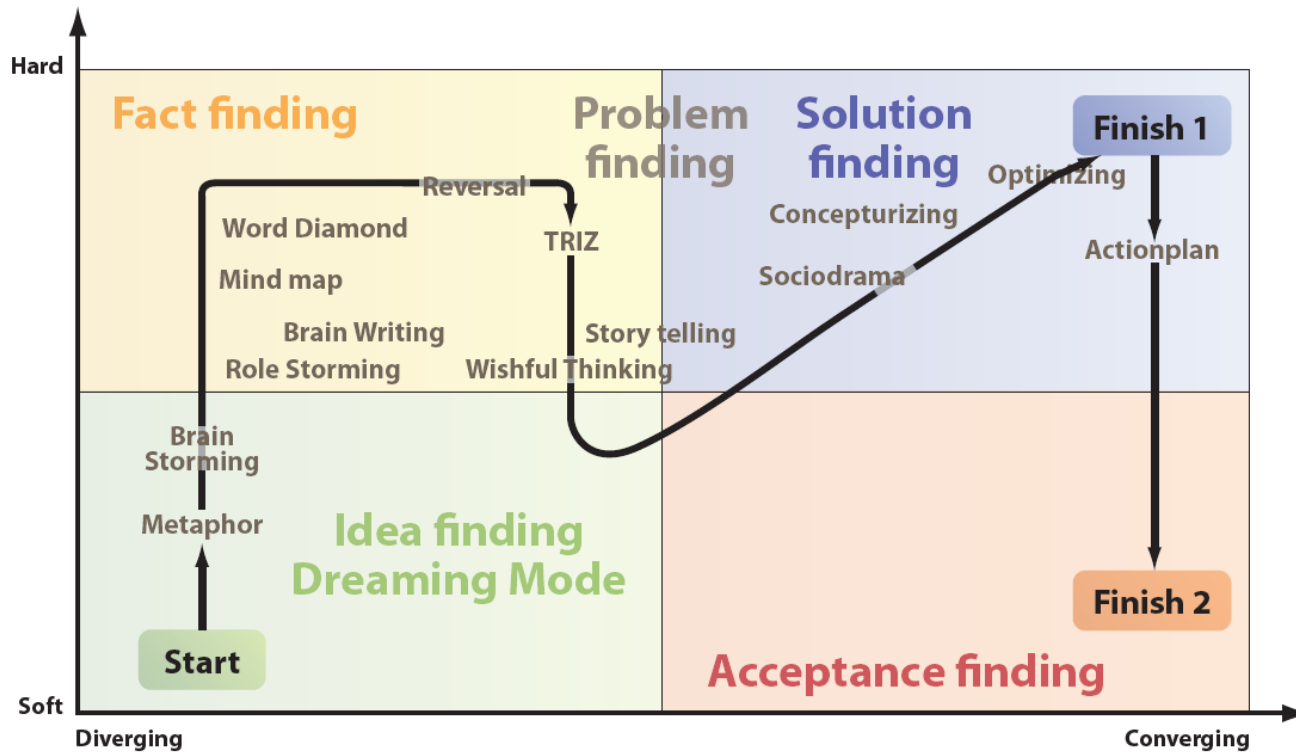 Hard
Fact finding
Problem
finding
Solution
finding
Finish 1
Optimizing
Reversal
Word Diamond
TRIZ
Concepturizing
Actionplan
Mind map
Sociodrama
Brain Writing
Story telling
Role Storming
Wishful Thinking
Brain
Storming
Metaphor
Idea finding
Dreaming Mode
Start
Finish 2
Acceptance finding
Soft
Diverging
Converging